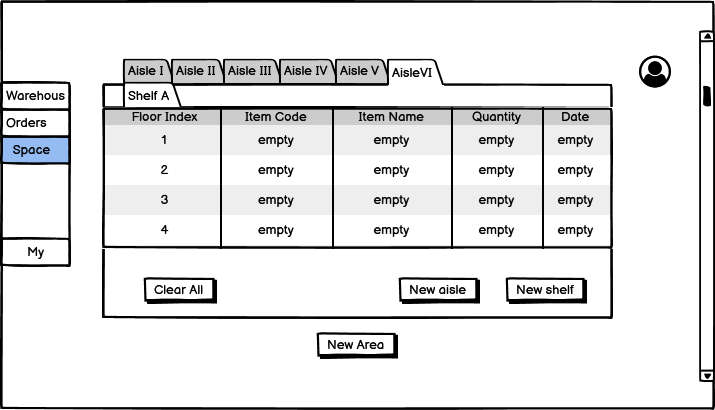 Aisle I Aisle II Aisle III Aisle IV Aisle V AisleVI
Shelf A
Warehous
Orders
Space
My
Floor Index Item Code Item Name Quantity Date
1 empty empty empty empty
2 empty empty empty empty
3 empty empty empty empty
4 empty empty empty empty
Clear All New aisle New shelf
New Area